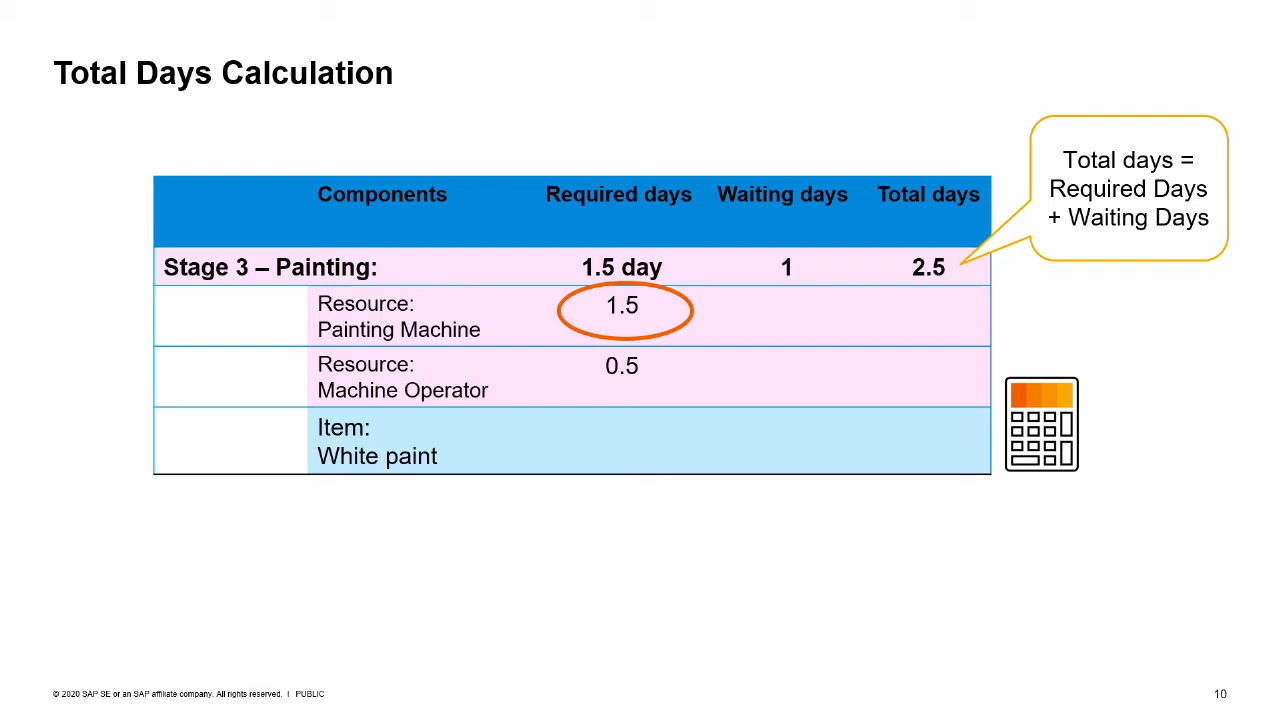 Total Days Calculation
Total days =
Required Days
+ Waiting Days
Components Required days Waiting days Total days
Stage 3 – Painting: 1.5 day 1 2.5
Resource: 1.5
Painting Machine
Resource: 0.5
Machine Operator
Item:
White paint
© 2020 SAP SE or an SAP affiliate company. All rights reserved. I PUBLIC 10